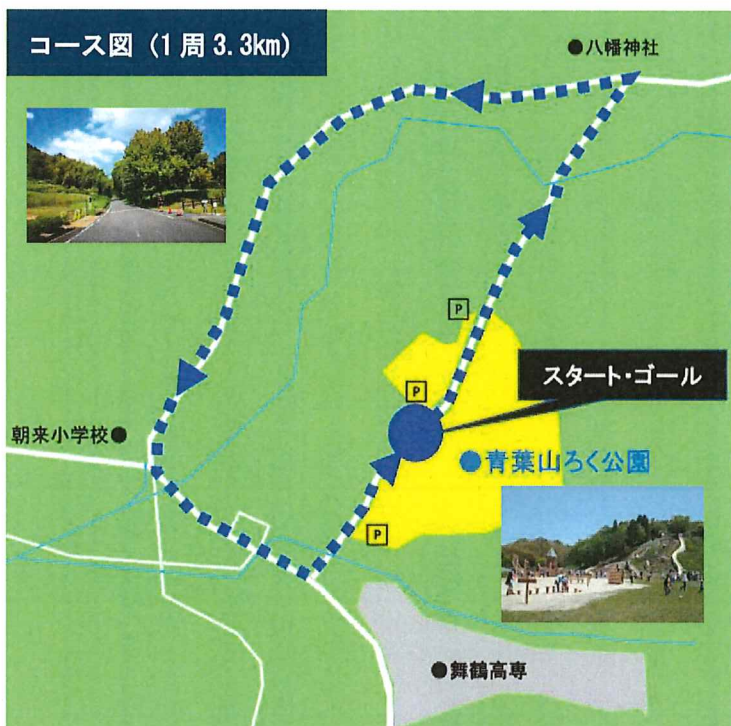 コース図（1周3.3km）
●八幡神社
P
スタート・ゴール
P
朝来小学校●
●青葉山ろく公園
P
●舞鶴高専